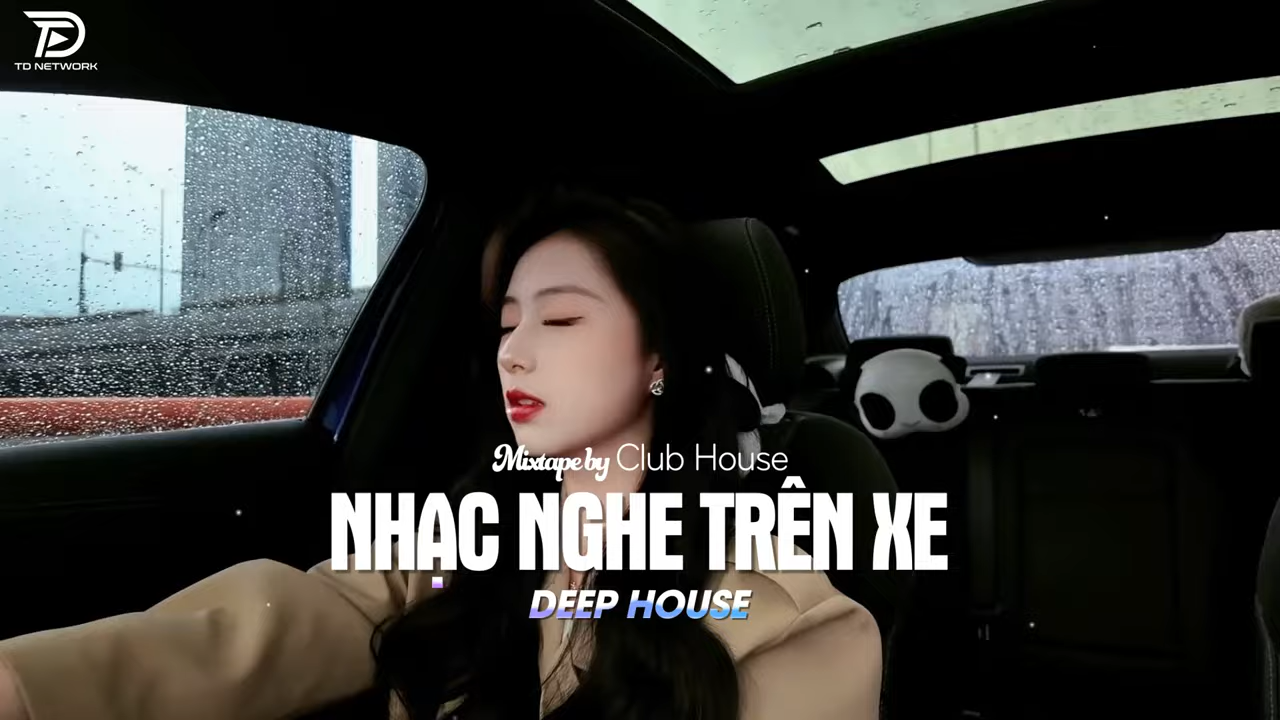 TD NETWORK
Mixtape by Club House
NHẠC NGHE TRÊN XE
DEEP HOUSE